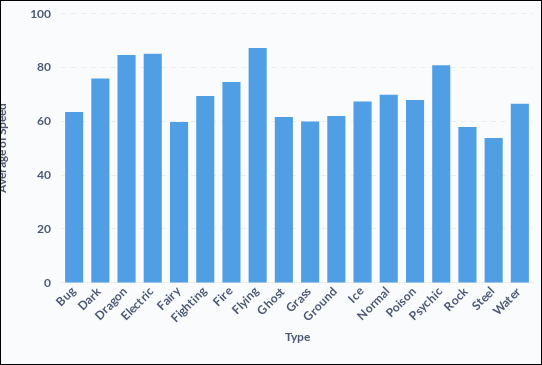 100
80
60
40
20
0
Average of Speed
Bug
Dark
Dragon
Electric
Fairy
Fighting
Fire
Flying
Ghost
Grass
Ground
Ice
Normal
Poison
Psychic
Rock
Steel
Water
Type